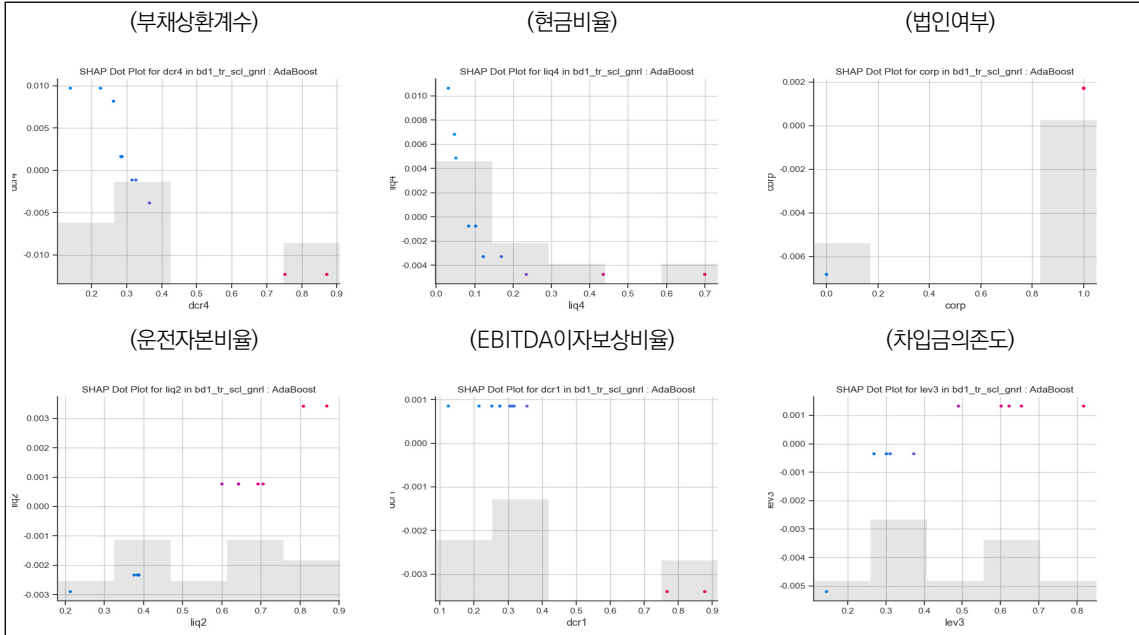 (부채상환계수)
SHAP Dot Plot for dcr4 in bd1_tr_scl_gnrl : AdaBoost
0.010
0.005
0.000
-0.005
-0.010
dcr4
0.2 0.3 0.4 0.5 0.6 0.7 0.8 0.9
dcr4
(현금비율)
SHAP Dot Plot for liq4 in bd1_tr_scl_gnrl : AdaBoost
0.010
0.008
0.006
0.004
0.002
0.000
-0.002
-0.004
liq4
0.0 0.1 0.2 0.3 0.4 0.5 0.6 0.7
liq4
(법인여부)
SHAP Dot Plot for corp in bd1_tr_scl_gnrl : AdaBoost
0.002
0.000
-0.002
-0.004
-0.006
corp
0.0 0.2 0.4 0.6 0.8 1.0
corp
(운전자본비율)
SHAP Dot Plot for liq2 in bd1_tr_scl_gnrl : AdaBoost
0.003
0.002
0.001
0.000
-0.001
-0.002
-0.003
liq2
0.2 0.3 0.4 0.5 0.6 0.7 0.8 0.9
liq2
(EBITDA이자보상비율)
SHAP Dot Plot for dcr1 in bd1_tr_scl_gnrl : AdaBoost
0.001
0.000
-0.001
-0.002
-0.003
dcr1
0.1 0.2 0.3 0.4 0.5 0.6 0.7 0.8 0.9
dcr1
(차입금의존도)
SHAP Dot Plot for lev3 in bd1_tr_scl_gnrl : AdaBoost
0.001
0.000
-0.001
-0.002
-0.003
-0.004
-0.005
lev3
0.2 0.3 0.4 0.5 0.6 0.7 0.8
lev3